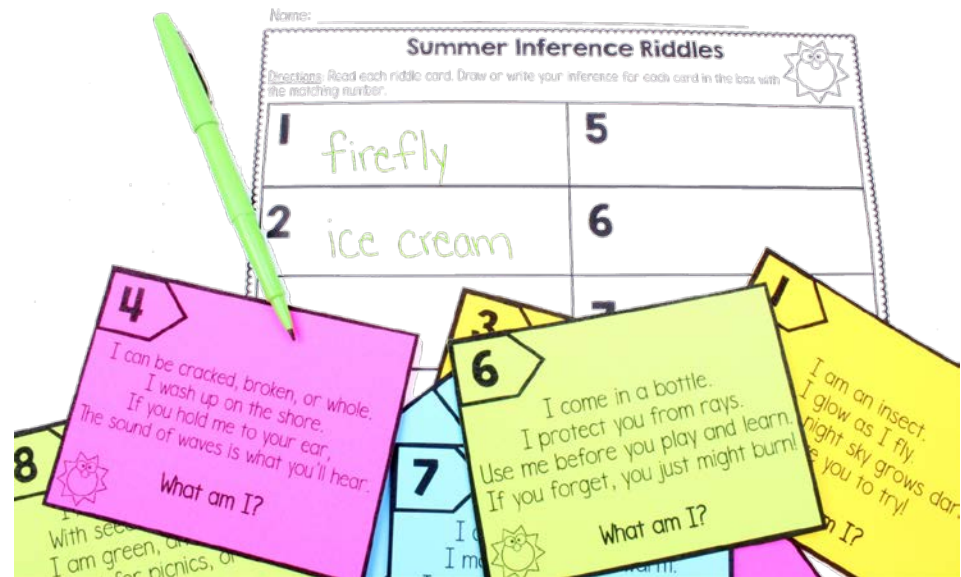 Name:
Summer Inference Riddles
Directions: Read each riddle card. Draw or write your inference for each card in the box with
the matching number.
1 firefly
5
2 ice cream
6
4
I can be cracked, broken, or whole.
I wash up on the shore.
If you hold me to your ear,
The sound of waves is what you'll hear.
What am I?
3
6
I come in a bottle.
I protect you from rays.
Use me before you play and learn.
If you forget, you just might burn!
What am I?
I am an insect.
I glow as I fly.
night sky grows
you to try!
I?
8
With
I am green,
picnics,
7
I
I